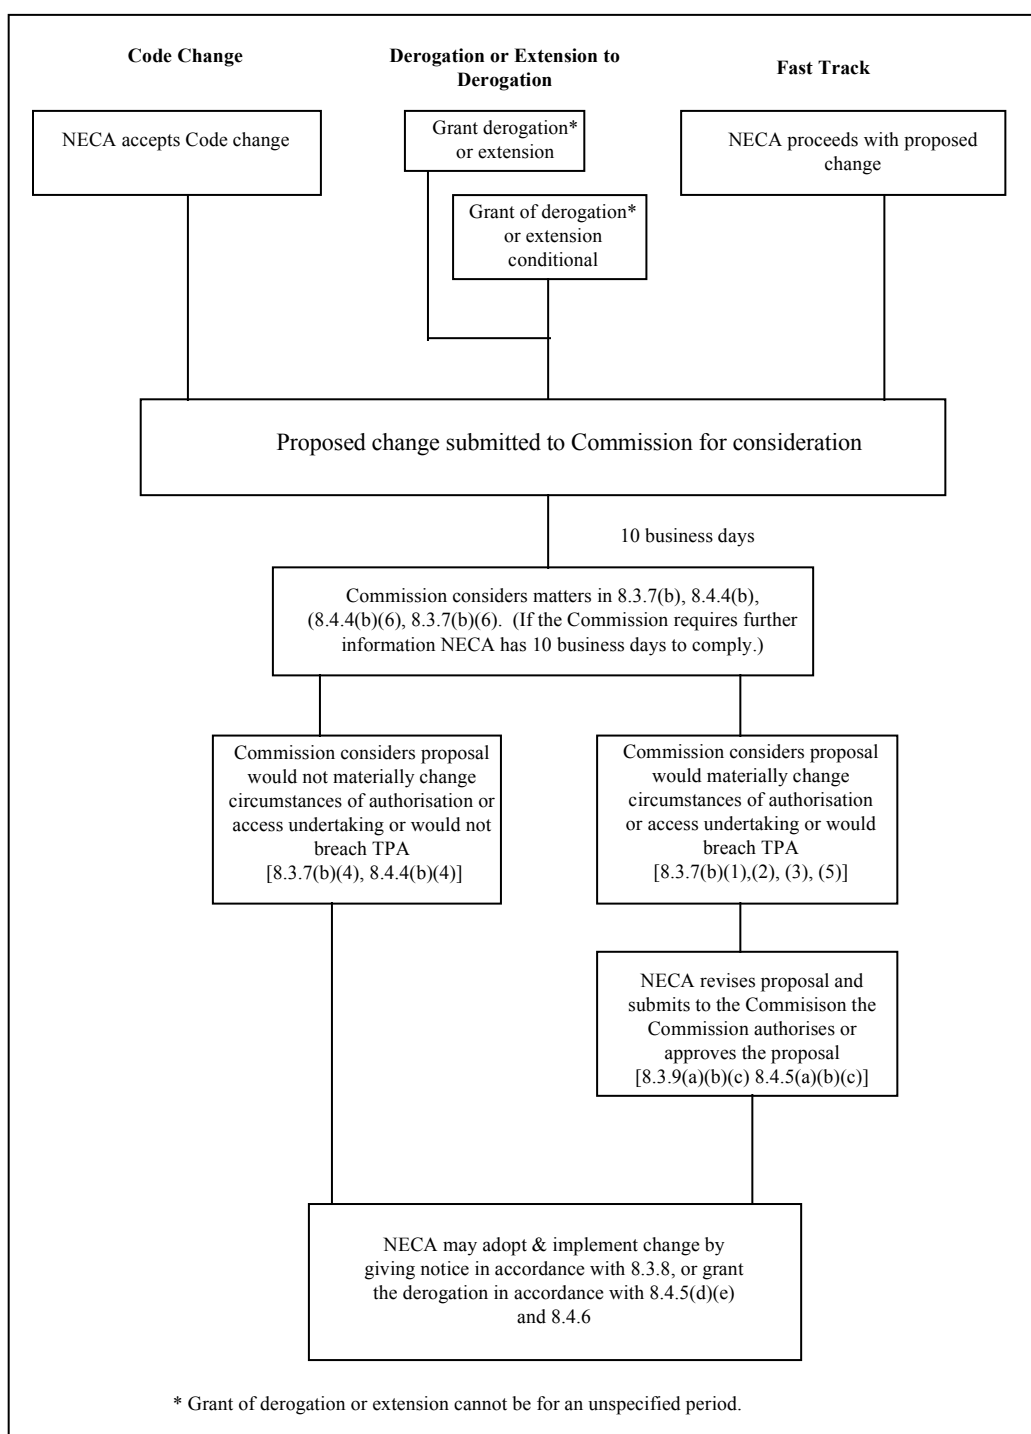 Code Change
Derogation or Extension to
Derogation
Fast Track
NECA accepts Code change
Grant derogation*
or extension
NECA proceeds with proposed
change
Grant of derogation*
or extension
conditional
Proposed change submitted to Commission for consideration
10 business days
Commission considers matters in 8.3.7(b), 8.4.4(b),
(8.4.4(b)(6), 8.3.7(b)(6). (If the Commission requires further
information NECA has 10 business days to comply.)
Commission considers proposal
would not materially change
circumstances of authorisation or
access undertaking or would not
breach TPA
[8.3.7(b)(4), 8.4.4(b)(4)]
Commission considers proposal
would materially change
circumstances of authorisation
or access undertaking or would
breach TPA
[8.3.7(b)(1),(2), (3), (5)]
NECA revises proposal and
submits to the Commisison the
Commission authorises or
approves the proposal
[8.3.9(a)(b)(c) 8.4.5(a)(b)(c)]
NECA may adopt & implement change by
giving notice in accordance with 8.3.8, or grant
the derogation in accordance with 8.4.5(d)(e)
and 8.4.6
* Grant of derogation or extension cannot be for an unspecified period.